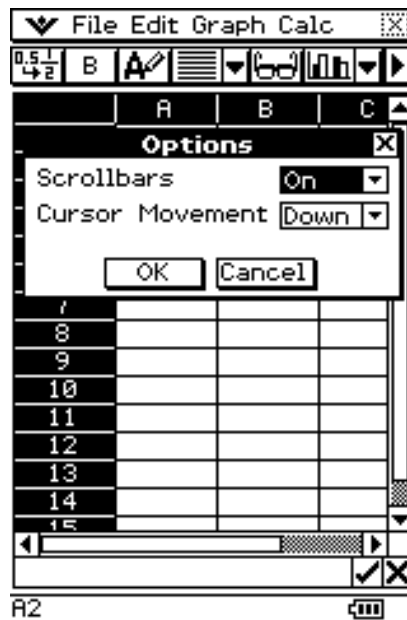 File Edit Graph Calc
0.5 1 2 B A
A B C
Options
Scrollbars On
Cursor Movement Down
OK Cancel
7
8
9
10
11
12
13
14
15
A2